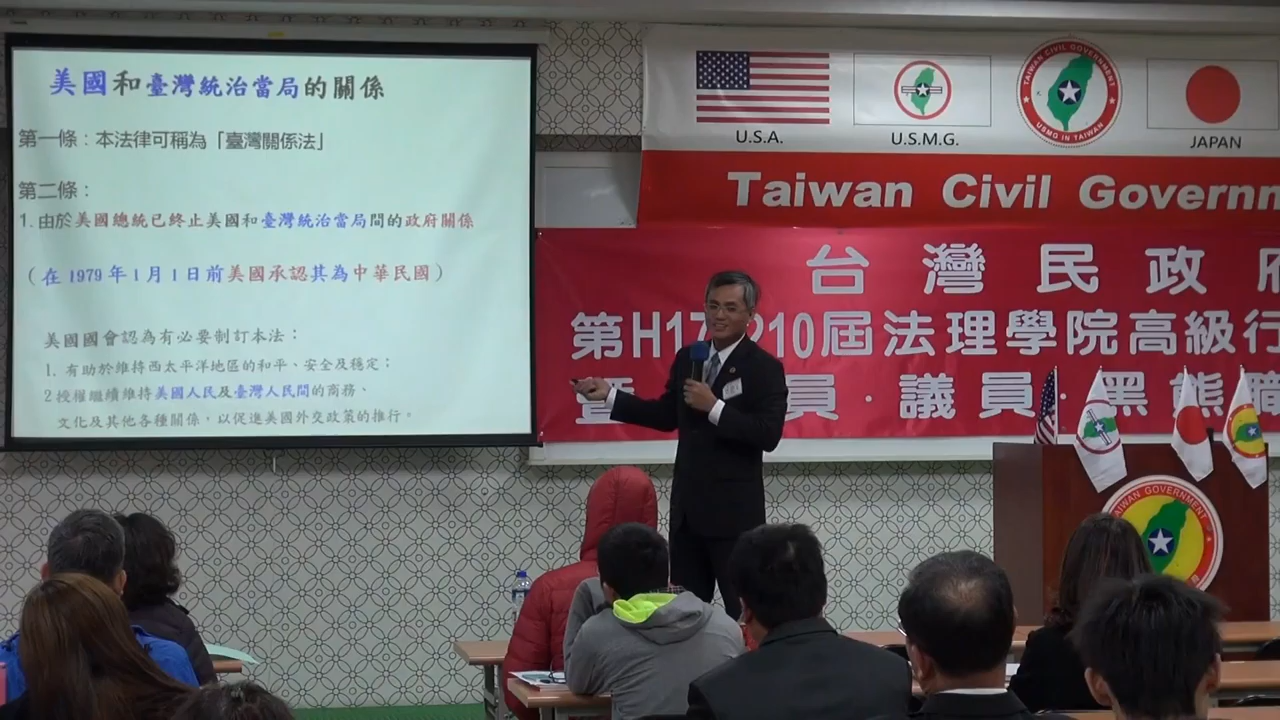 美國和臺灣統治當局的關係
第一條：本法律可稱為「臺灣關係法」
第二條：
1. 由於美國總統已終止美國和臺灣統治當局間的政府關係
（在 1979 年 1 月 1 日前美國承認其為中華民國）
美國國會認為有必要制訂本法：
1. 有助於維持西太平洋地區的和平、安全及穩定；
2 授權繼續維持美國人民及臺灣人民間的商務、
文化及其他各種關係，以促進美國外交政策的推行。
U.S.A.
U.S.M.G.
TAIWAN CIVIL GOVERNMENT
USMG IN TAIWAN
JAPAN
Taiwan Civil Governm
台灣民政府
第H17 210屆法理學院高級行
暨 員·議員·黑熊職
TAIWAN GOVERNMENT